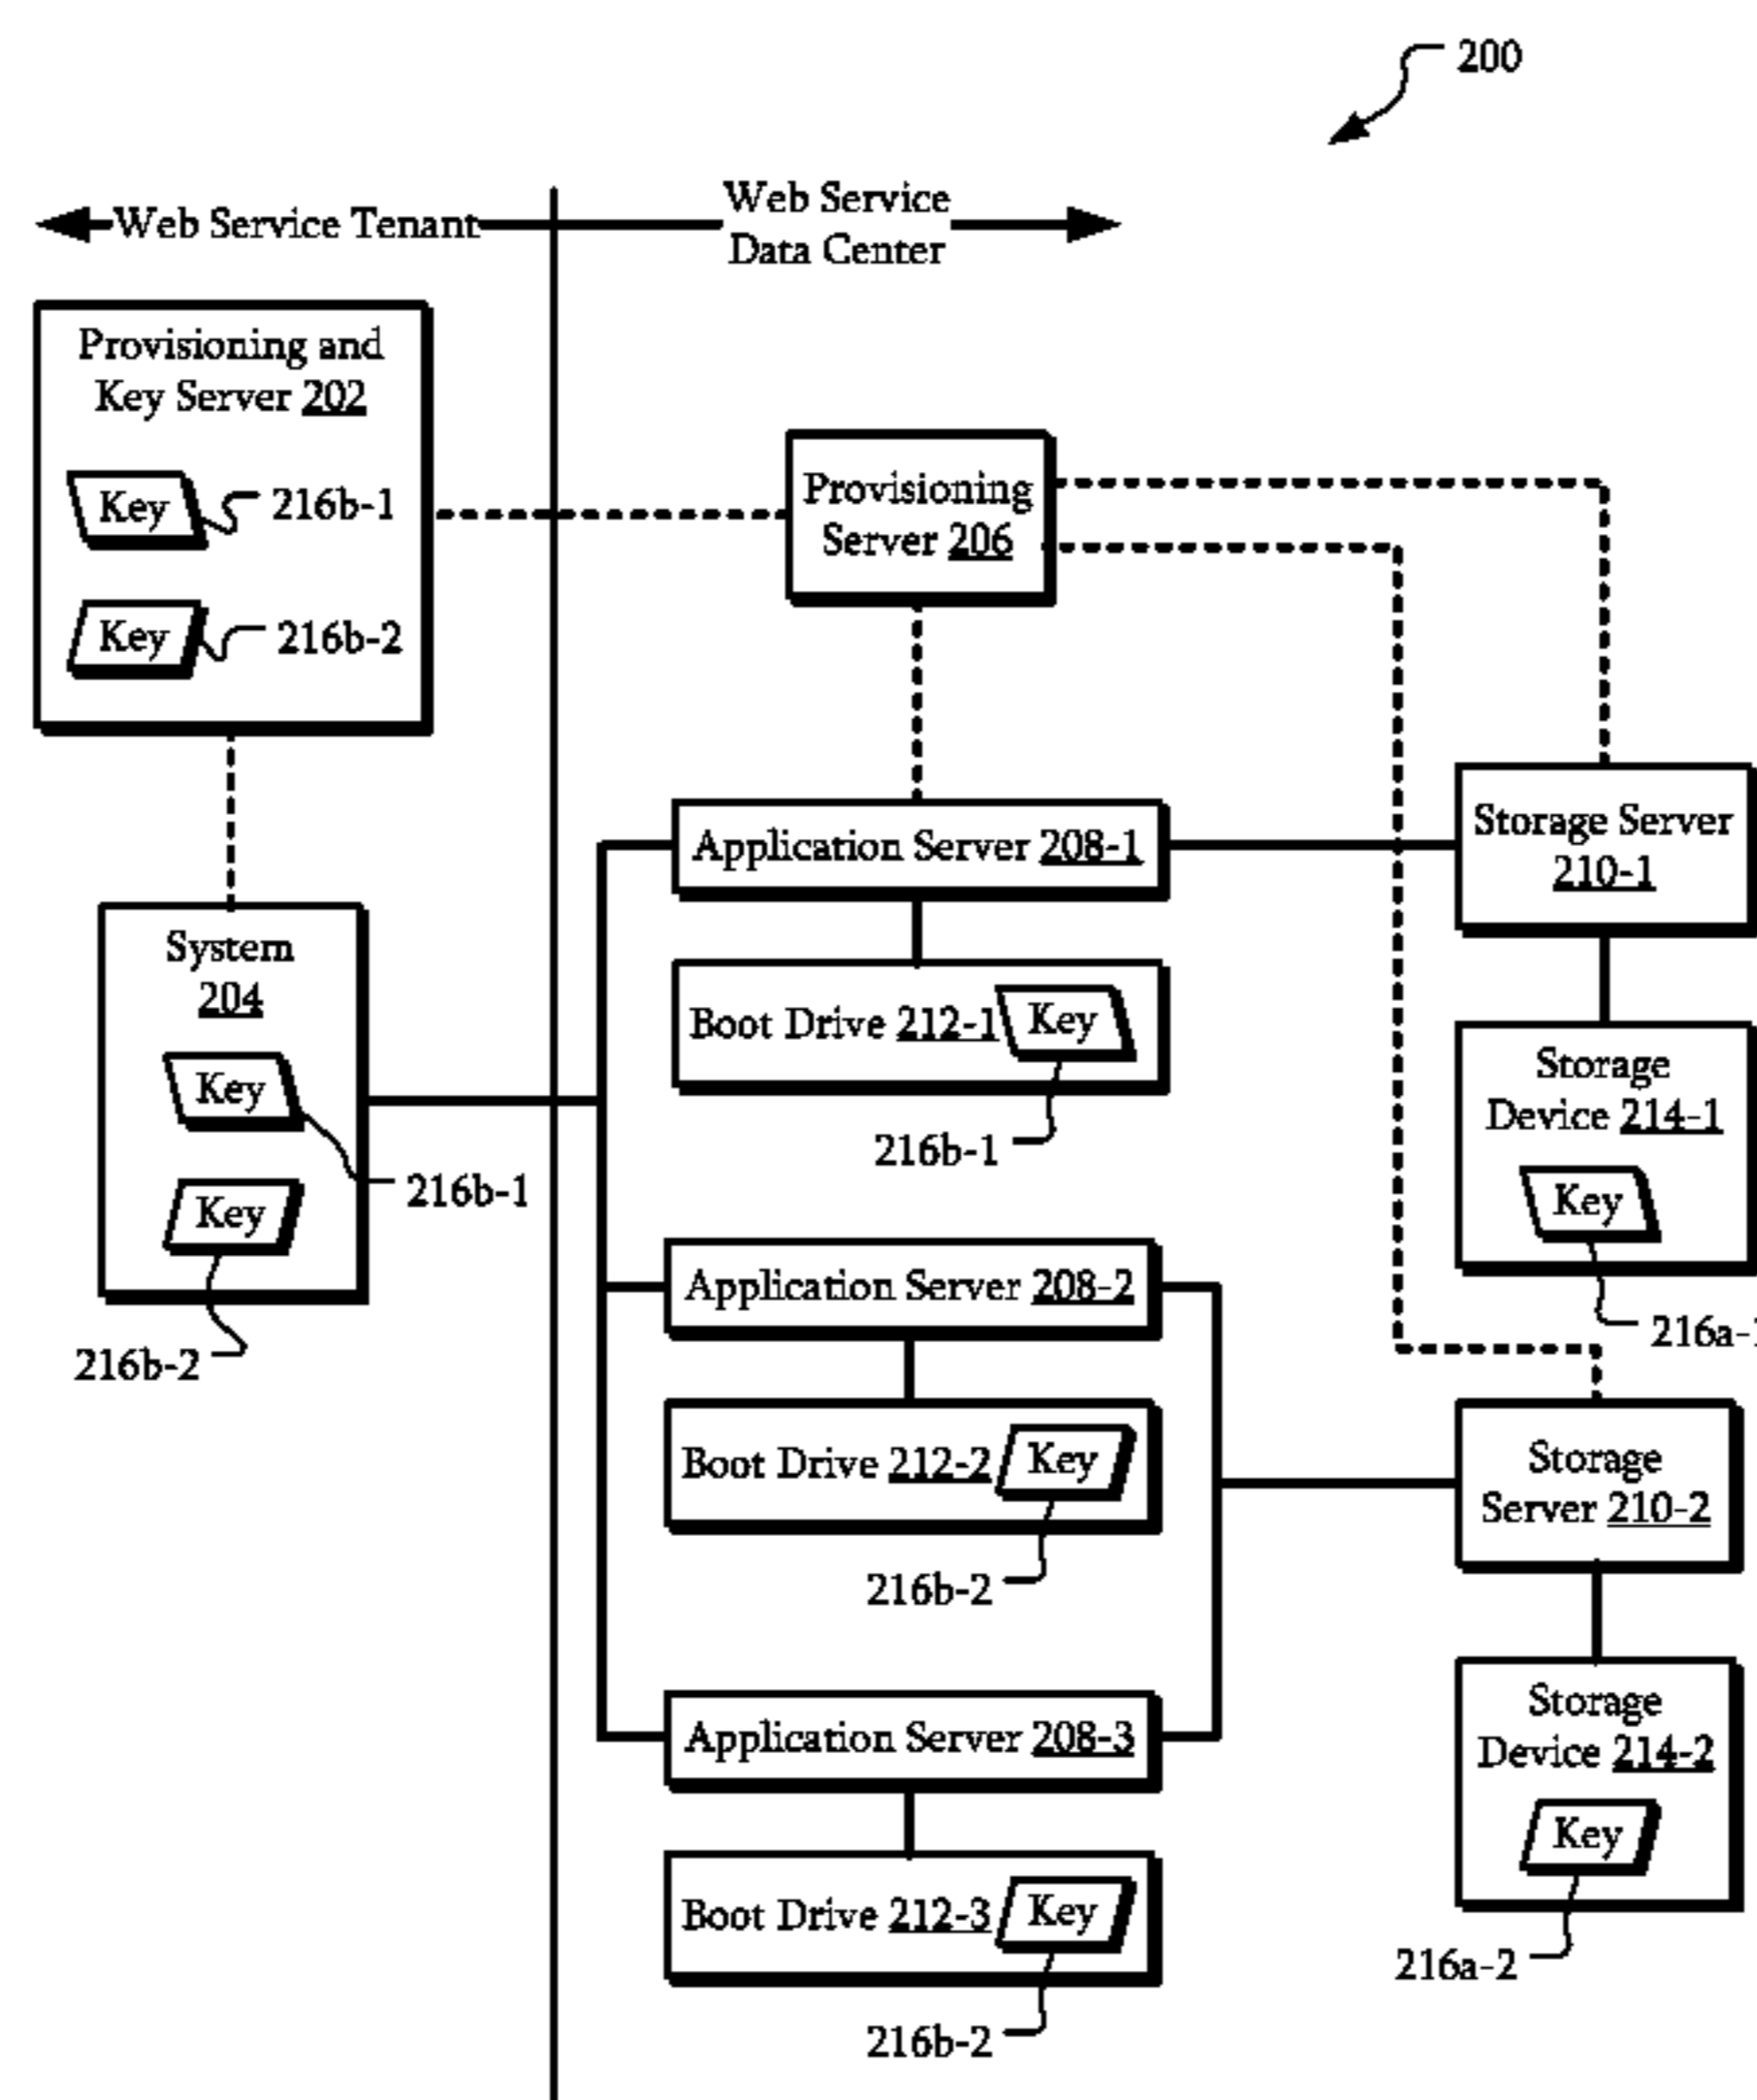 200
Web Service Tenant
Web Service
Data Center
Provisioning and
Key Server 202
Key
216b-1
Key
216b-2
Provisioning
Server 206
Application Server 208-1
Storage Server
210-1
System
204
Key
216b-1
Key
216b-2
Boot Drive 212-1
Key
216b-1
Storage
Device 214-1
Key
216a-1
Application Server 208-2
Boot Drive 212-2
Key
216b-2
Storage
Server 210-2
Application Server 208-3
Storage
Device 214-2
Key
216a-2
Boot Drive 212-3
Key
216b-2